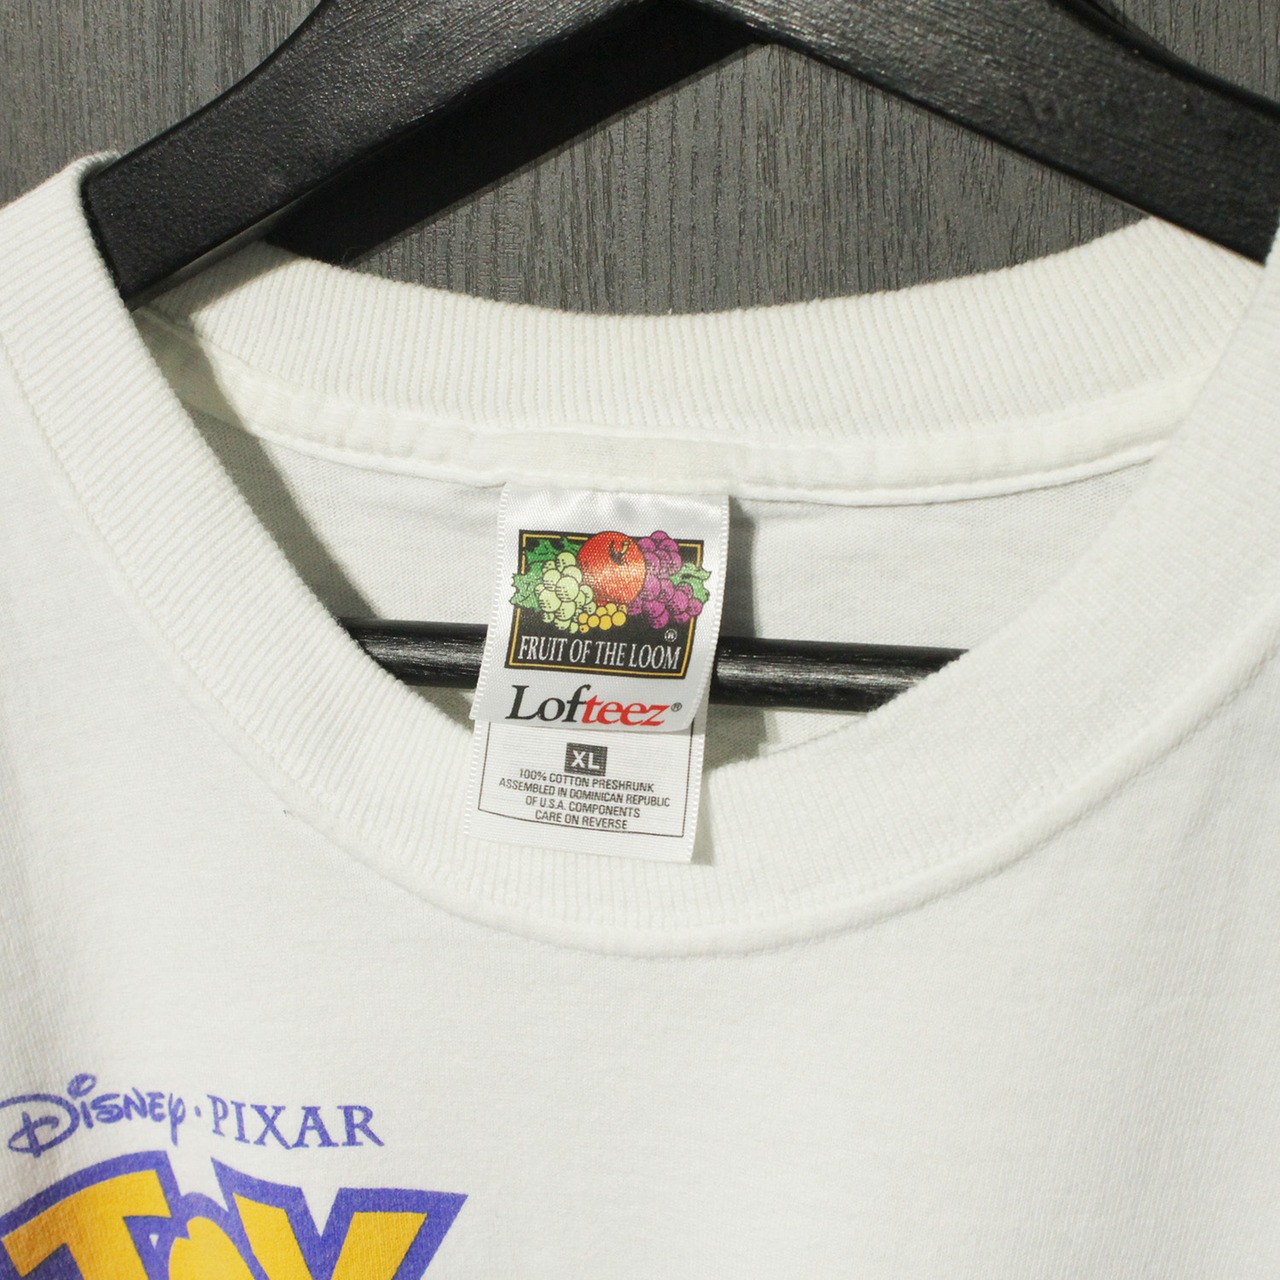 FRUIT OF THE LOOM ®
Lofteez®
XL
100% COTTON PRESHRUNK
ASSEMBLED IN DOMINICAN REPUBLIC
OF U.S.A. COMPONENTS
CARE ON REVERSE
DISNEY · PIXAR
TOY